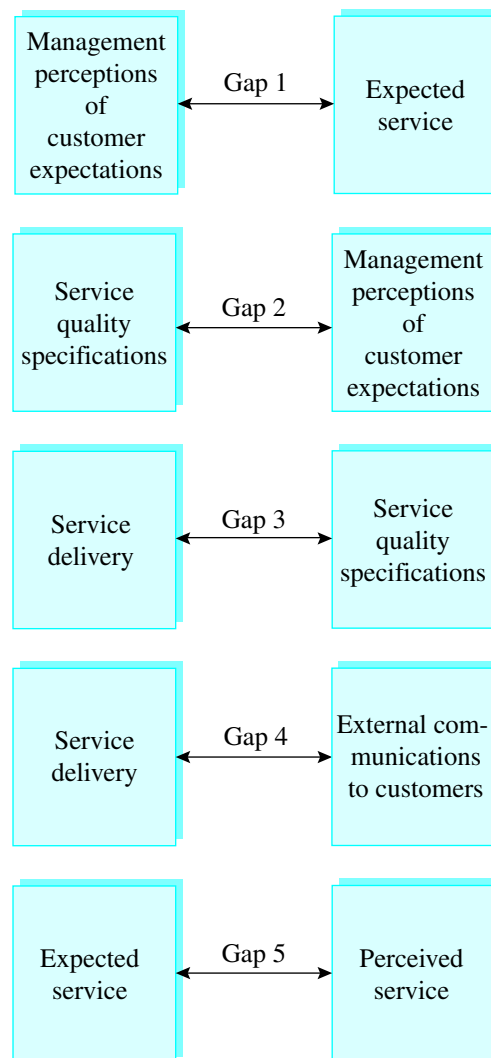 Management
perceptions
of
customer
expectations
Gap 1
Expected
service
Service
quality
specifications
Gap 2
Management
perceptions
of
customer
expectations
Service
delivery
Gap 3
Service
quality
specifications
Service
delivery
Gap 4
External com-
munications
to customers
Expected
service
Gap 5
Perceived
service